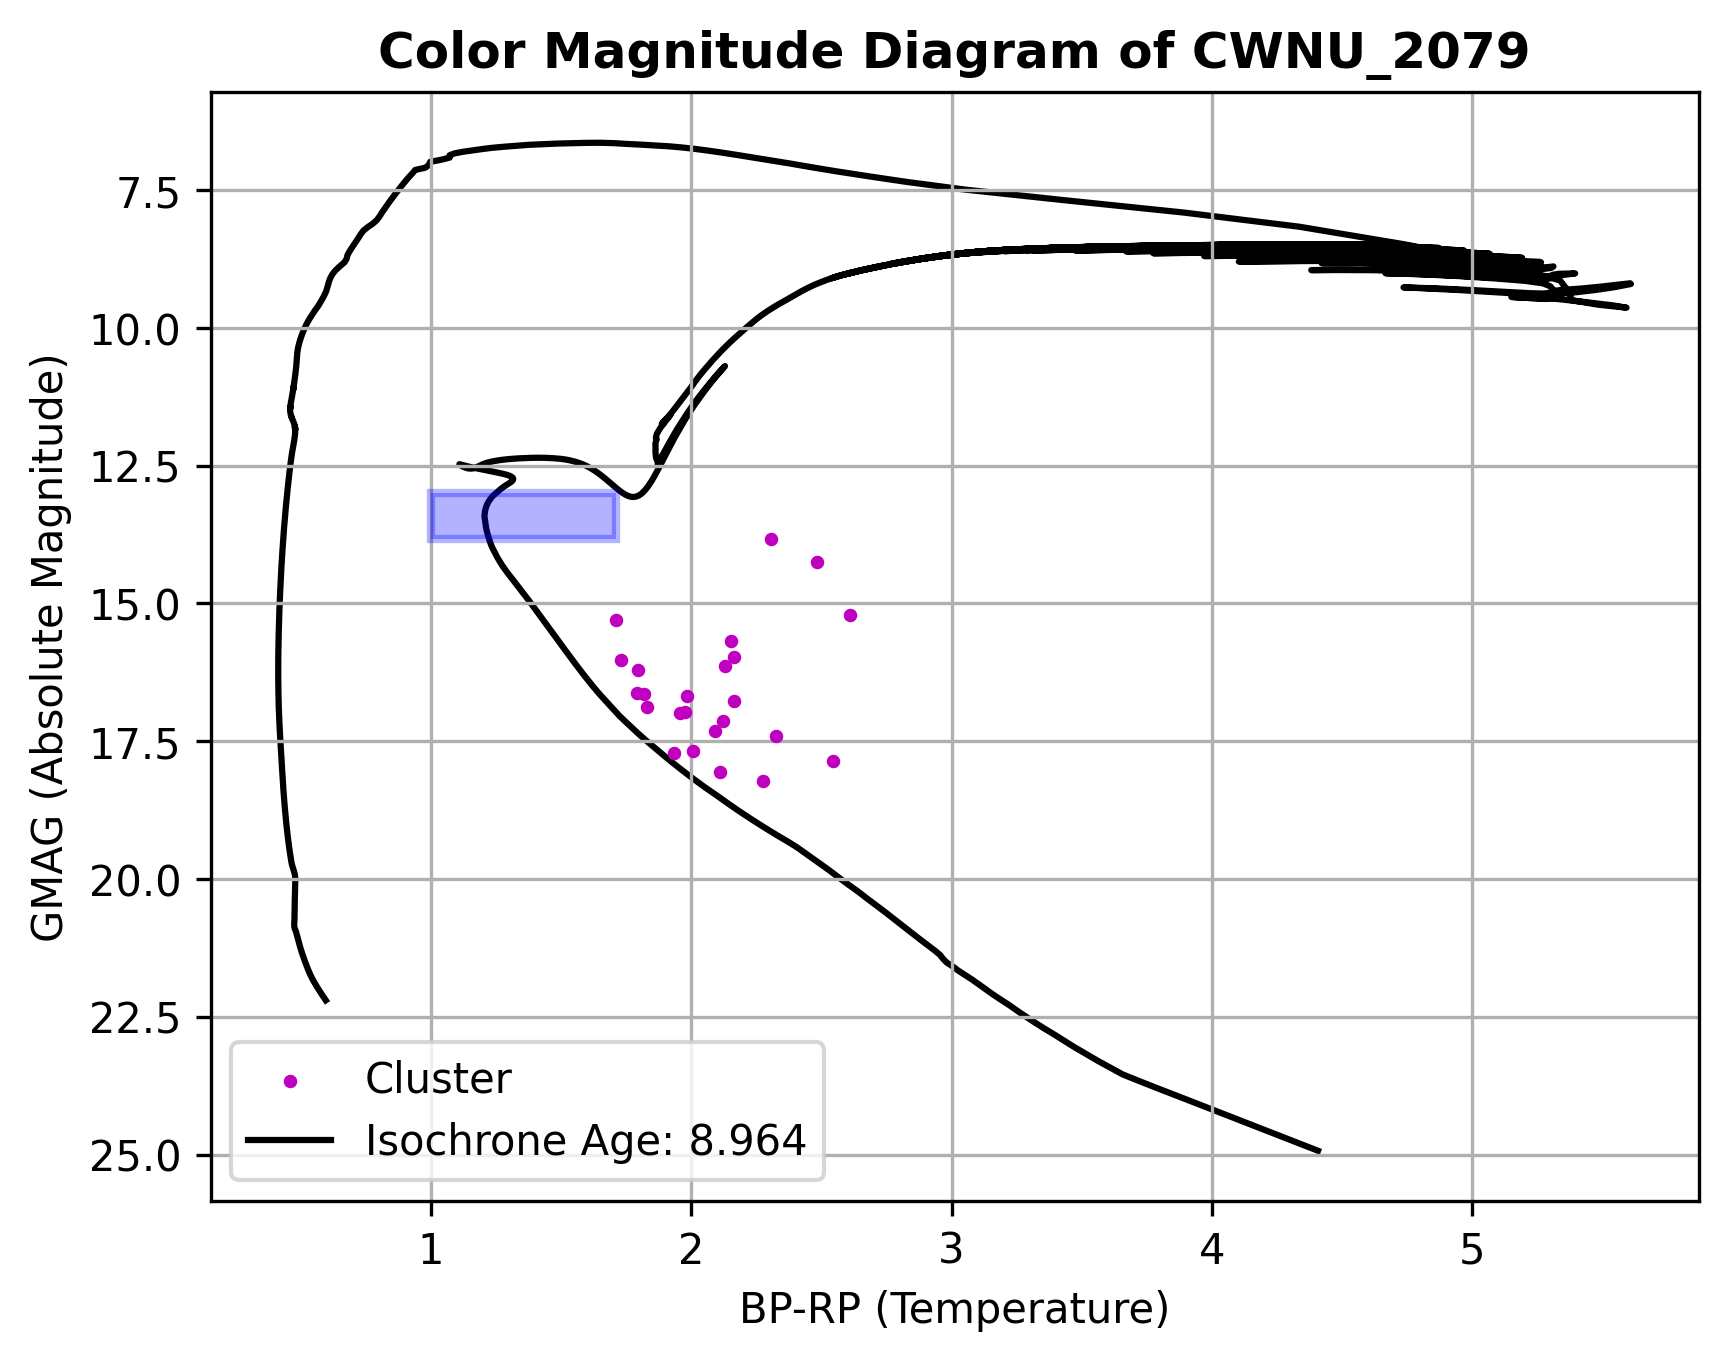 Color Magnitude Diagram of CWNU_2079
GMAG (Absolute Magnitude)
7.5
10.0
12.5
15.0
17.5
20.0
22.5
25.0
Cluster
Isochrone Age: 8.964
1 2 3 4 5
BP-RP (Temperature)